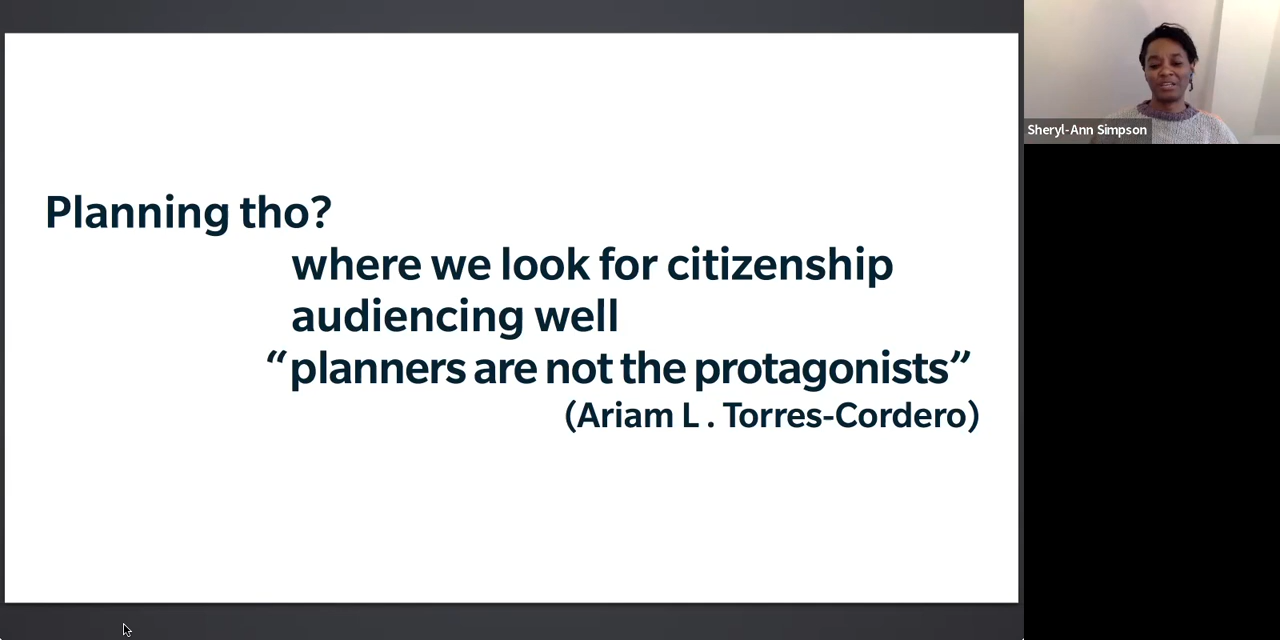 Planning tho?
where we look for citizenship
audiencing well
“planners are not the protagonists”
(Ariam L . Torres-Cordero)
Sheryl-Ann Simpson